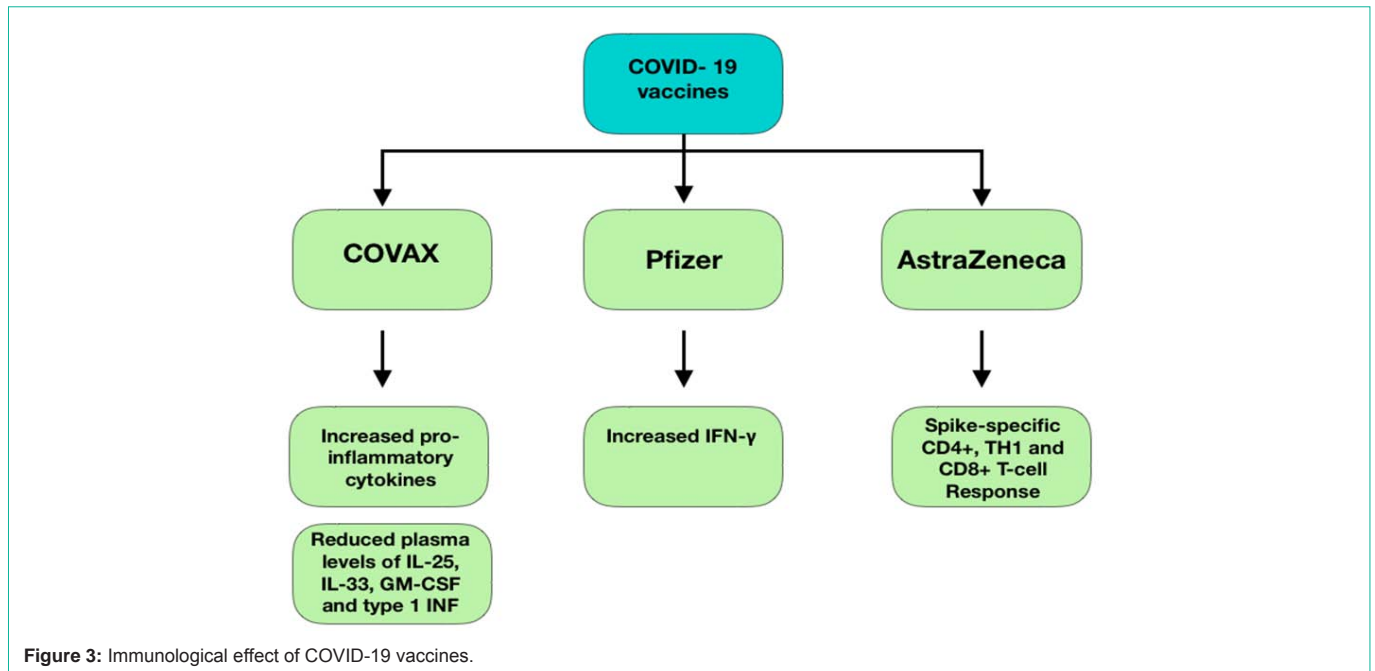 COVID- 19
vaccines
COVAX
Pfizer
AstraZeneca
Increased pro-
inflammatory
cytokines
Increased IFN-γ
Spike-specific
CD4+, TH1 and
CD8+ T-cell
Response
Reduced plasma
levels of IL-25,
IL-33, GM-CSF
and type 1 INF
Figure 3: Immunological effect of COVID-19 vaccines.